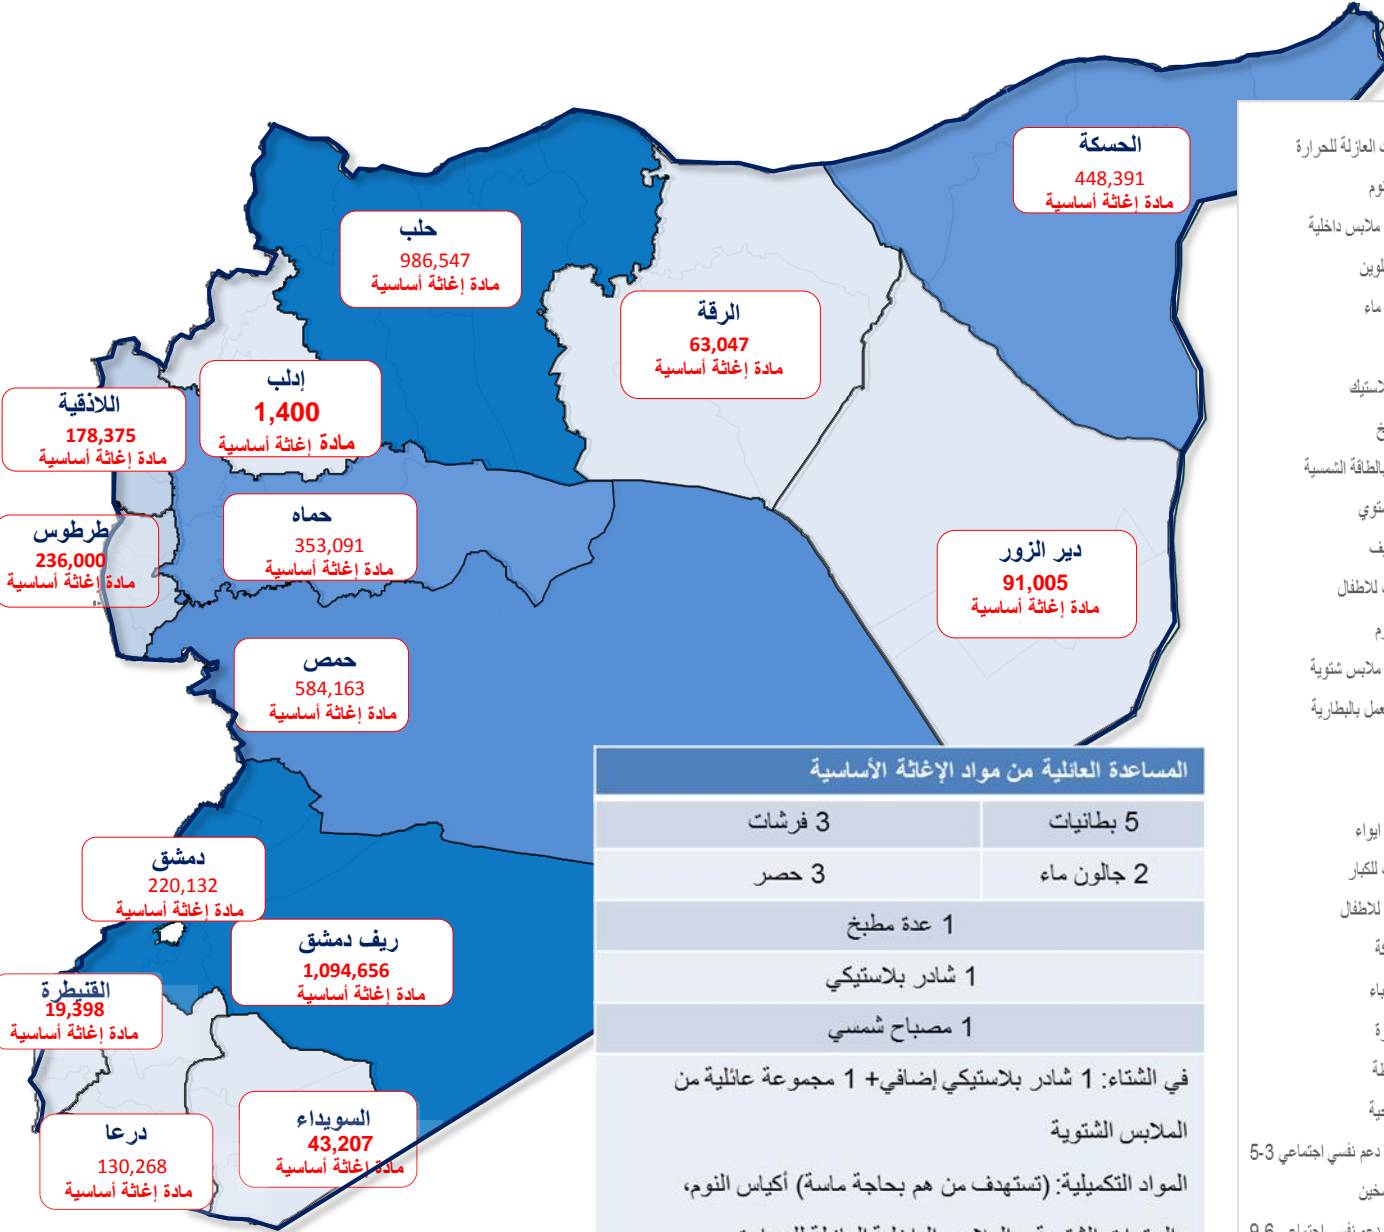 الحسكة
448,391
مادة إغاثة أساسية
حلب
986,547
مادة إغاثة أساسية
الرقة
63,047
مادة إغاثة أساسية
إدلب
1,400
مادة إغاثة أساسية
اللاذقية
178,375
مادة إغاثة أساسية
حماه
353,091
مادة إغاثة أساسية
طرطوس
236,000
مادة إغاثة أساسية
دير الزور
91,005
مادة إغاثة أساسية
حمص
584,163
مادة إغاثة أساسية
دمشق
220,132
مادة إغاثة أساسية
ريف دمشق
1,094,656
مادة إغاثة أساسية
القنيطرة
19,398
مادة إغاثة أساسية
السويداء
43,207
مادة إغاثة أساسية
درعا
130,268
مادة إغاثة أساسية
المساعدة العائلية من مواد الإغاثة الأساسية
5 بطانيات
3 فرشات
2 جالون ماء
3 حصر
1 عدة مطبخ
1 شادر بلاستيكي
1 مصباح شمسي
في الشتاء: 1 شادر بلاستيكي إضافي+ 1 مجموعة عائلية من
الملابس الشتوية
المواد التكميلية: (تستهدف من هم بحاجة ماسة) أكياس النوم،
العازلة للحرارة
ملابس داخلية
ماء
بالطاقة الشمسية
للاطفال
ملابس شتوية
بالبطارية
ايواء
للكبار
للاطفال
دعم نفسي اجتماعي 3-5